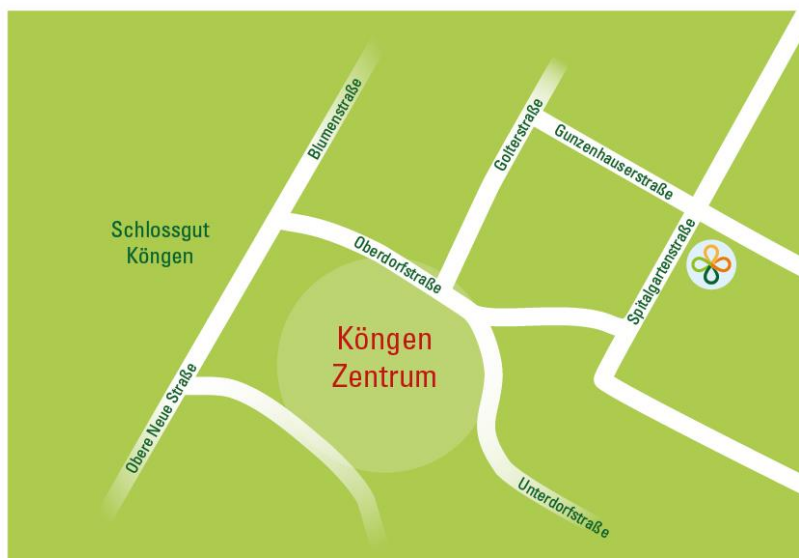 Blumenstraße
Golterstraße
Gunzenhauserstraße
Schlossgut
Köngen
Oberdorfstraße
Spitalgartenstraße
Köngen
Zentrum
Obere Neue Straße
Unterdorfstraße